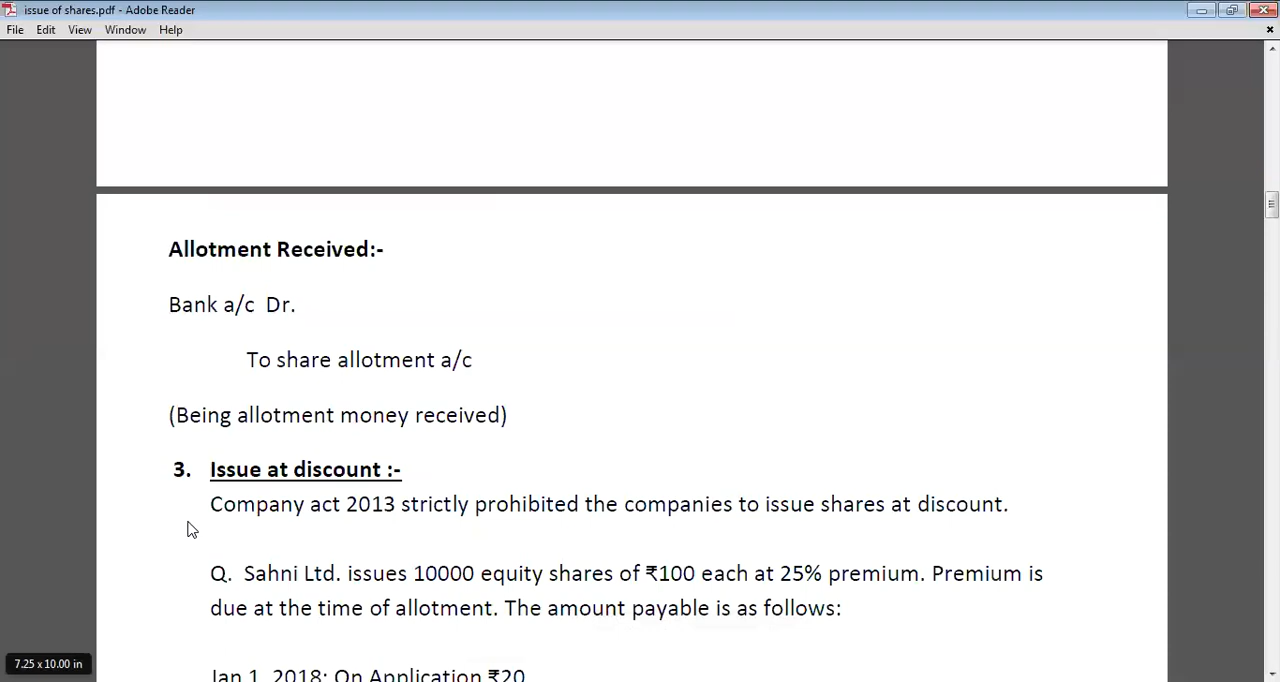 issue of shares.pdf - Adobe Reader
File Edit View Window Help
Allotment Received:-
Bank a/c Dr.
To share allotment a/c
(Being allotment money received)
3. Issue at discount :-
Company act 2013 strictly prohibited the companies to issue shares at discount.
Q. Sahni Ltd. issues 10000 equity shares of ₹100 each at 25% premium. Premium is
due at the time of allotment. The amount payable is as follows:
Jan 1, 2018: On Application ₹20
7.25 x 10.00 in